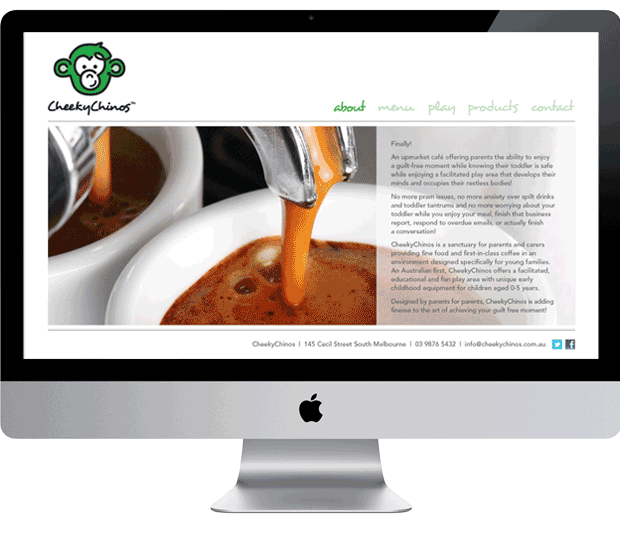 CheekyChinos™
about menu play products contact
Finally!
An upmarket café offering parents the ability to enjoy
a guilt-free moment while knowing their toddler is safe
while enjoying a facilitated play area that develops their
minds and occupies their restless bodies!
No more pram issues, no more anxiety over spilt drinks
and toddler tantrums and no more worrying about your
toddler while you enjoy your meal, finish that business
report, respond to overdue emails, or actually finish
a conversation!
CheekyChinos is a sanctuary for parents and carers
providing fine food and first-in-class coffee in an
environment designed specifically for young families.
An Australian first, CheekyChinos offers a facilitated,
educational and fun play area with unique early
childhood equipment for children aged 0-5 years.
Designed by parents for parents, CheekyChinos is adding
finesse to the art of achieving your guilt free moment!
CheekyChinos | 145 Cecil Street South Melbourne | 03 9876 5432 | info@cheekychinos.com.au